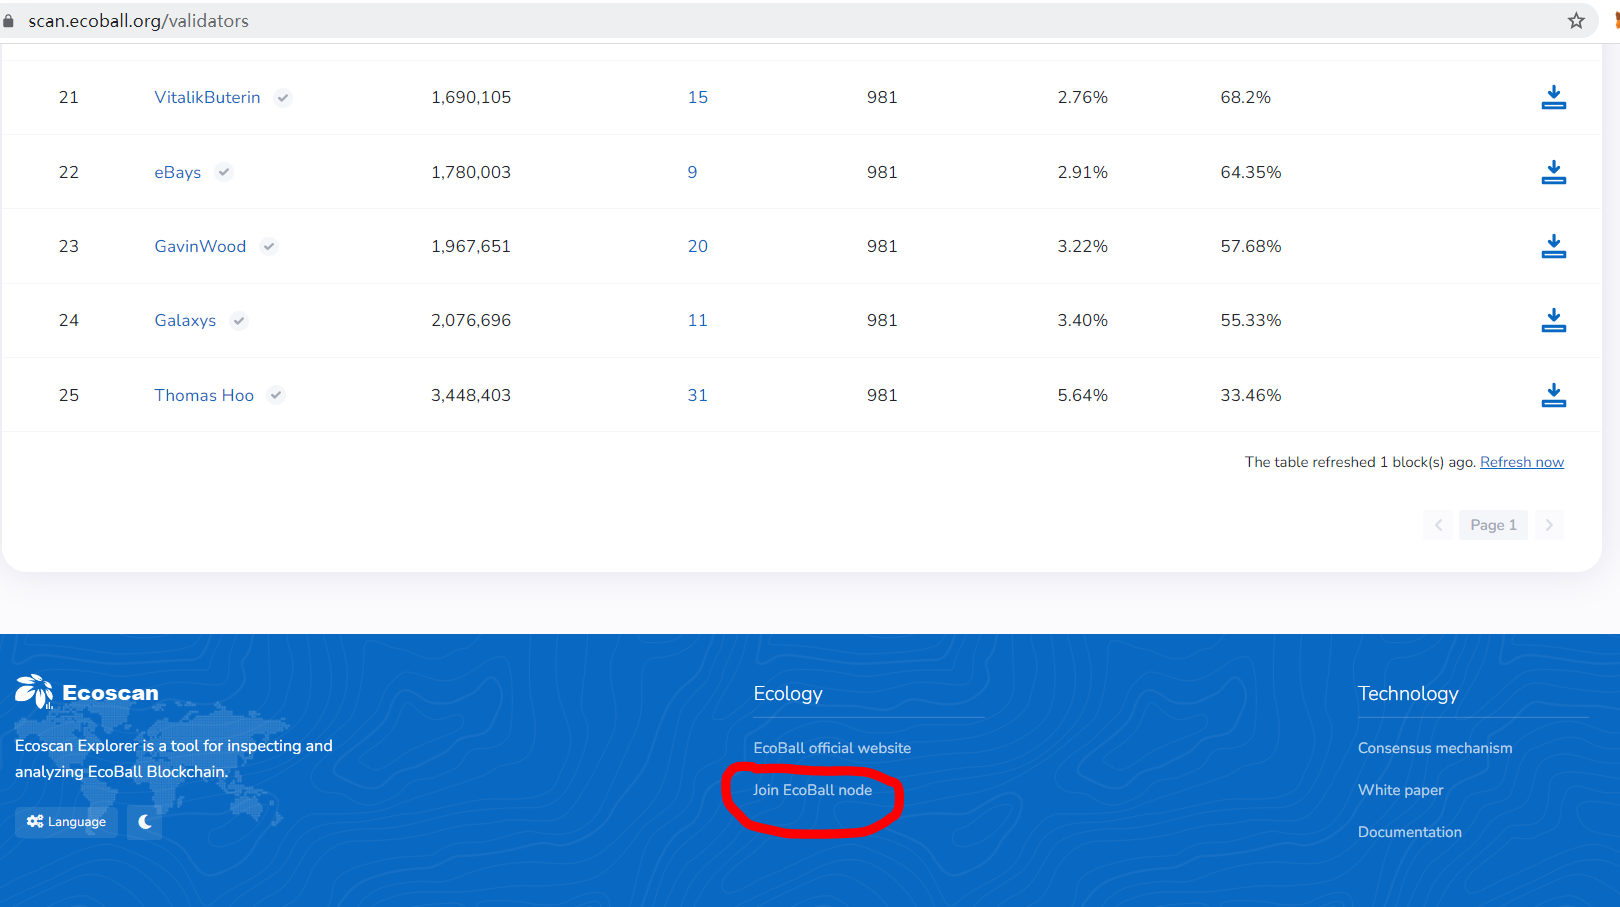 scan.ecoball.org/validators
21 VitalikButerin 1,690,105 15 981 2.76% 68.2%
22 eBays 1,780,003 9 981 2.91% 64.35%
23 GavinWood 1,967,651 20 981 3.22% 57.68%
24 Galaxys 2,076,696 11 981 3.40% 55.33%
25 Thomas Hoo 3,448,403 31 981 5.64% 33.46%
The table refreshed 1 block(s) ago. Refresh now
Page 1
Ecoscan
Ecoscan Explorer is a tool for inspecting and
analyzing EcoBall Blockchain.
Language
Ecology
EcoBall official website
Join EcoBall node
Technology
Consensus mechanism
White paper
Documentation